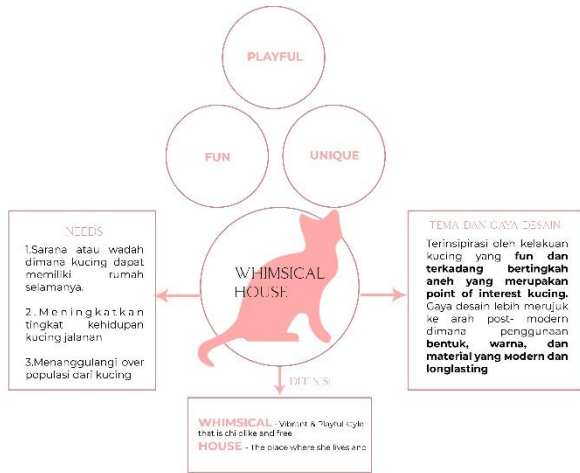 PLAYFUL
FUN
UNIQUE
WHIMSICAL
HOUSE
NEEDS
1.Sarana atau wadah
dimana kucing dapat
memiliki rumah
selamanya.
2.Meningkatkan
tingkat kehidupan
kucing jalanan
3.Menanggulangi over
populasi dari kucing
TEMA DAN GAYA DESAIN
Terinsipirasi oleh kelakuan
kucing yang fun dan
terkadang bertingkah
aneh yang merupakan
point of interest kucing.
Gaya desain lebih merujuk
ke arah post- modern
dimana penggunaan
bentuk, warna, dan
material yang modern dan
longlasting
DEFINISI
WHIMSICAL - Vibrant & Playful style
that is childlike and free
HOUSE - The place where she lives and